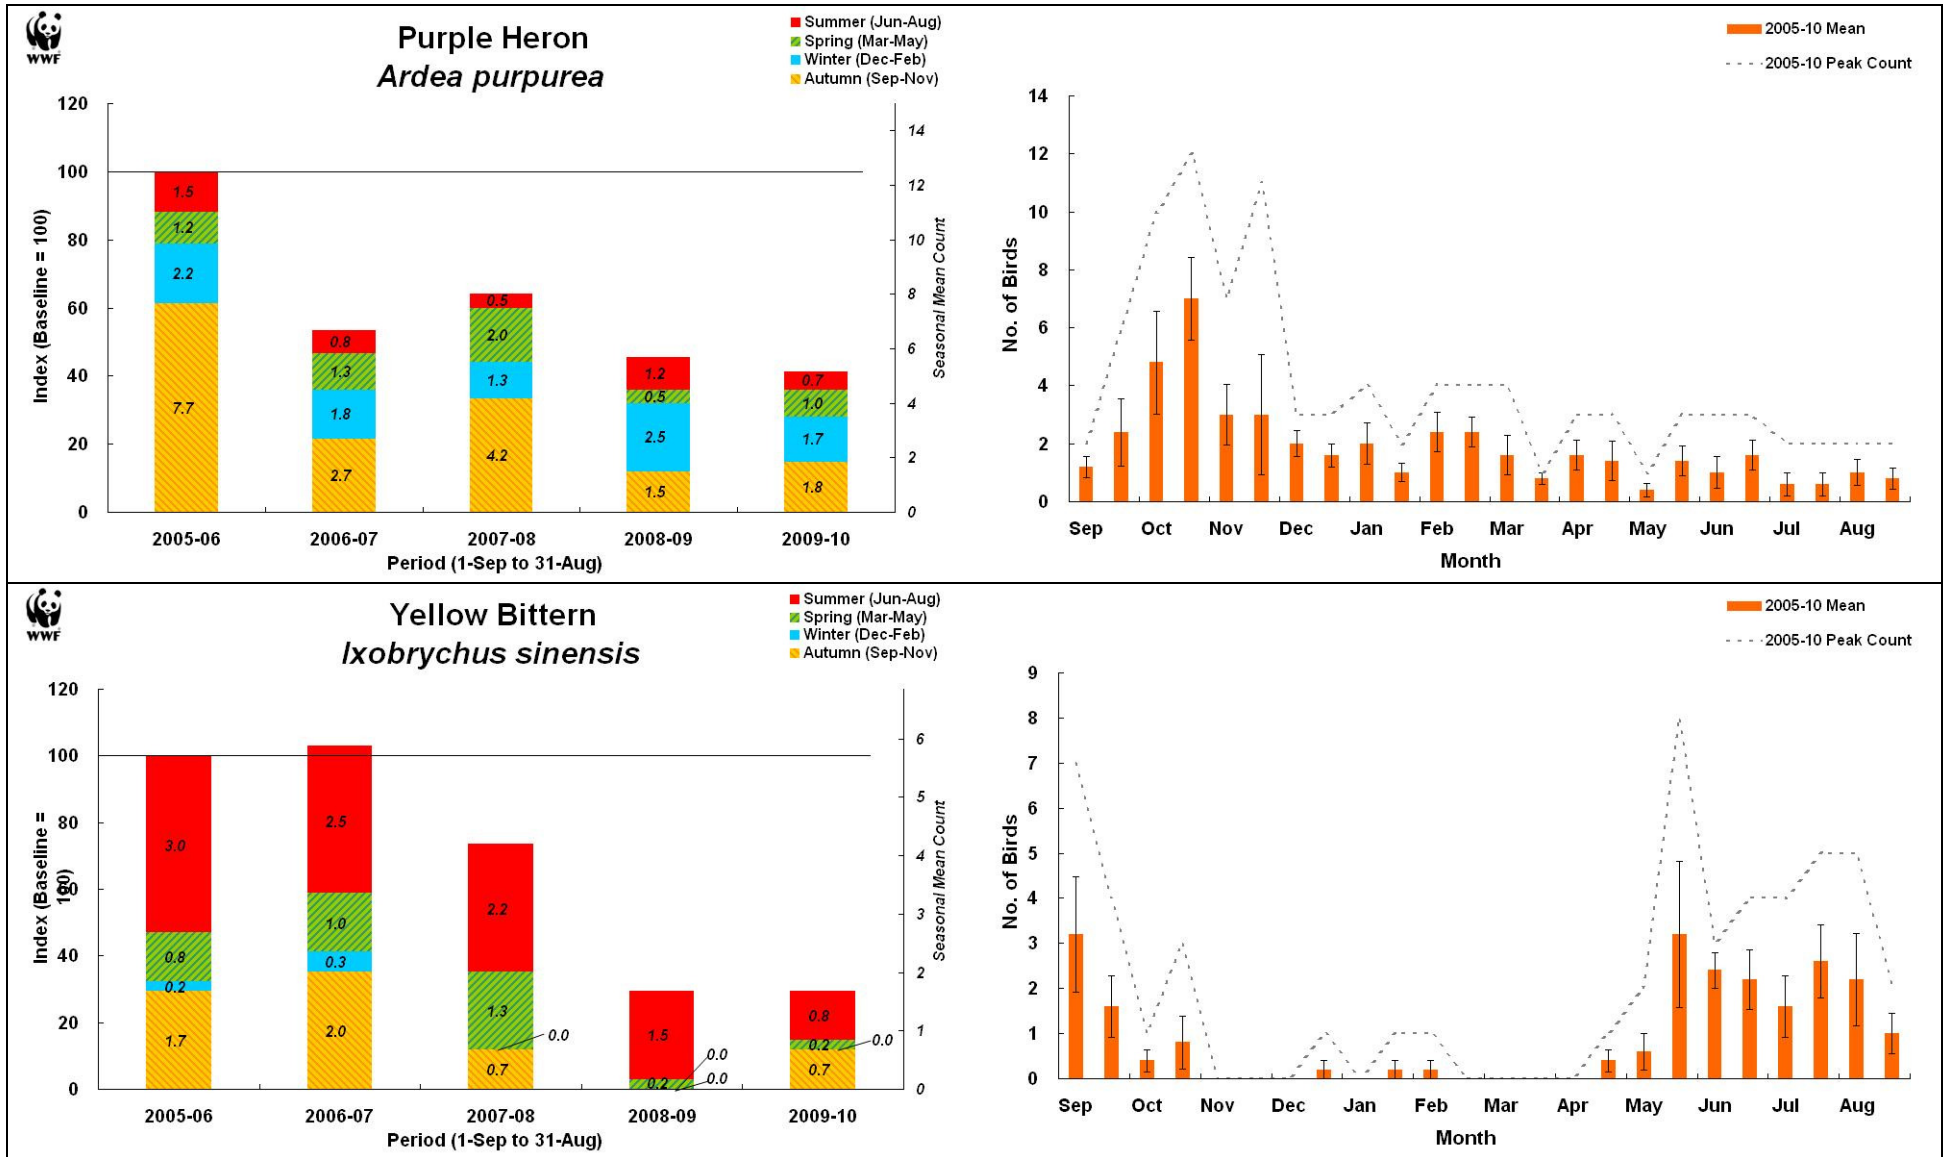 WWF
Purple Heron
Ardea purpurea
Summer (Jun-Aug)
Spring (Mar-May)
Winter (Dec-Feb)
Autumn (Sep-Nov)
Index (Baseline = 100)
120
100
80
60
40
20
0
1.5
1.2
2.2
7.7
0.8
1.3
1.8
2.7
0.5
2.0
1.3
4.2
1.2
0.5
2.5
1.5
0.7
1.0
1.7
1.8
14
12
10
8
6
4
2
0
Seasonal Mean Count
2005-06 2006-07 2007-08 2008-09 2009-10
Period (1-Sep to 31-Aug)
2005-10 Mean
2005-10 Peak Count
No. of Birds
14
12
10
8
6
4
2
0
Sep Oct Nov Dec Jan Feb Mar Apr May Jun Jul Aug
Month
WWF
Yellow Bittern
Ixobrychus sinensis
Summer (Jun-Aug)
Spring (Mar-May)
Winter (Dec-Feb)
Autumn (Sep-Nov)
Index (Baseline =
100)
120
100
80
60
40
20
0
3.0
0.8
0.2
1.7
2.5
1.0
0.3
2.0
2.2
1.3
0.0
0.7
1.5
0.0
0.2
0.0
0.8
0.2
0.0
0.7
6
5
4
3
2
1
0
Seasonal Mean Count
2005-06 2006-07 2007-08 2008-09 2009-10
Period (1-Sep to 31-Aug)
2005-10 Mean
2005-10 Peak Count
No. of Birds
9
8
7
6
5
4
3
2
1
0
Sep Oct Nov Dec Jan Feb Mar Apr May Jun Jul Aug
Month